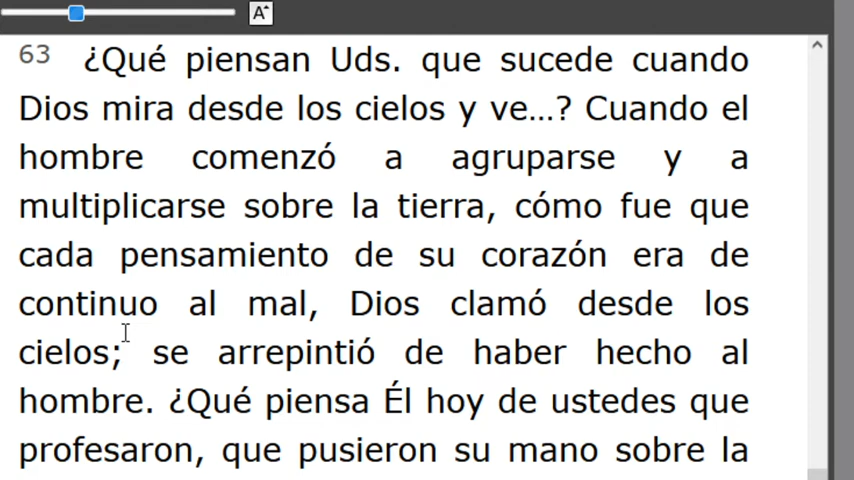 A
63 ¿Qué piensan Uds. que sucede cuando
Dios mira desde los cielos y ve...? Cuando el
hombre comenzó a agruparse y a
multiplicarse sobre la tierra, cómo fue que
cada pensamiento de su corazón era de
continuo al mal, Dios clamó desde los
cielos; se arrepintió de haber hecho al
hombre. ¿Qué piensa Él hoy de ustedes que
profesaron, que pusieron su mano sobre la